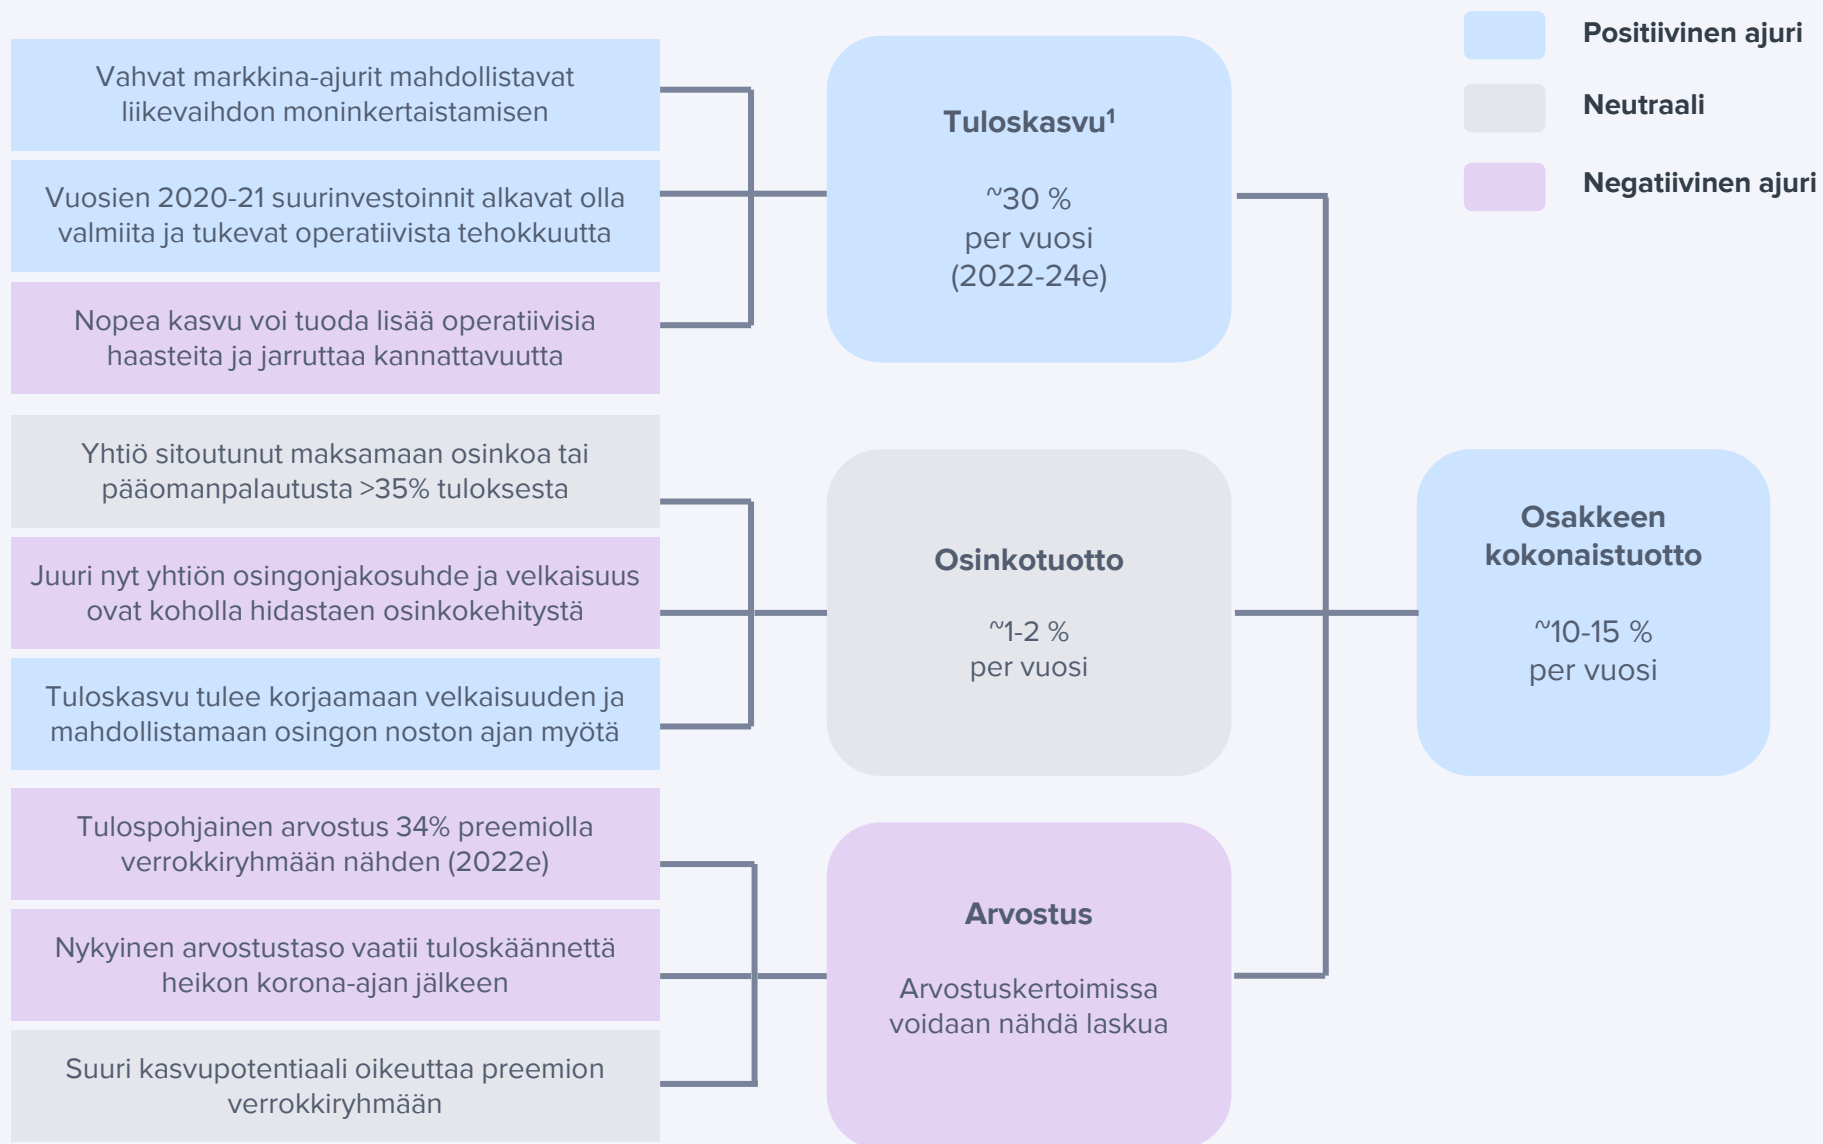 Vahvat markkina-ajurit mahdollistavat
liikevaihdon moninkertaistamisen
Vuosien 2020-21 suurinvestoinnit alkavat olla
valmiita ja tukevat operatiivista tehokkuutta
Nopea kasvu voi tuoda lisää operatiivisia
haasteita ja jarruttaa kannattavuutta
Yhtiö sitoutunut maksamaan osinkoa tai
pääomanpalautusta >35% tuloksesta
Juuri nyt yhtiön osingonjakosuhde ja velkaisuus
ovat koholla hidastaen osinkokehitystä
Tuloskasvu tulee korjaamaan velkaisuuden ja
mahdollistamaan osingon noston ajan myötä
Tulospohjainen arvostus 34% preemiolla
verrokkiryhmään nähden (2022e)
Nykyinen arvostustaso vaatii tuloskäännettä
heikon korona-ajan jälkeen
Suuri kasvupotentiaali oikeuttaa preemion
verrokkiryhmään
Tuloskasvu¹
~30 %
per vuosi
(2022-24e)
Osinkotuotto
~1-2 %
per vuosi
Arvostus
Arvostuskertoimissa
voidaan nähdä laskua
Osakkeen
kokonaistuotto
~10-15 %
per vuosi
Positiivinen ajuri
Neutraali
Negatiivinen ajuri